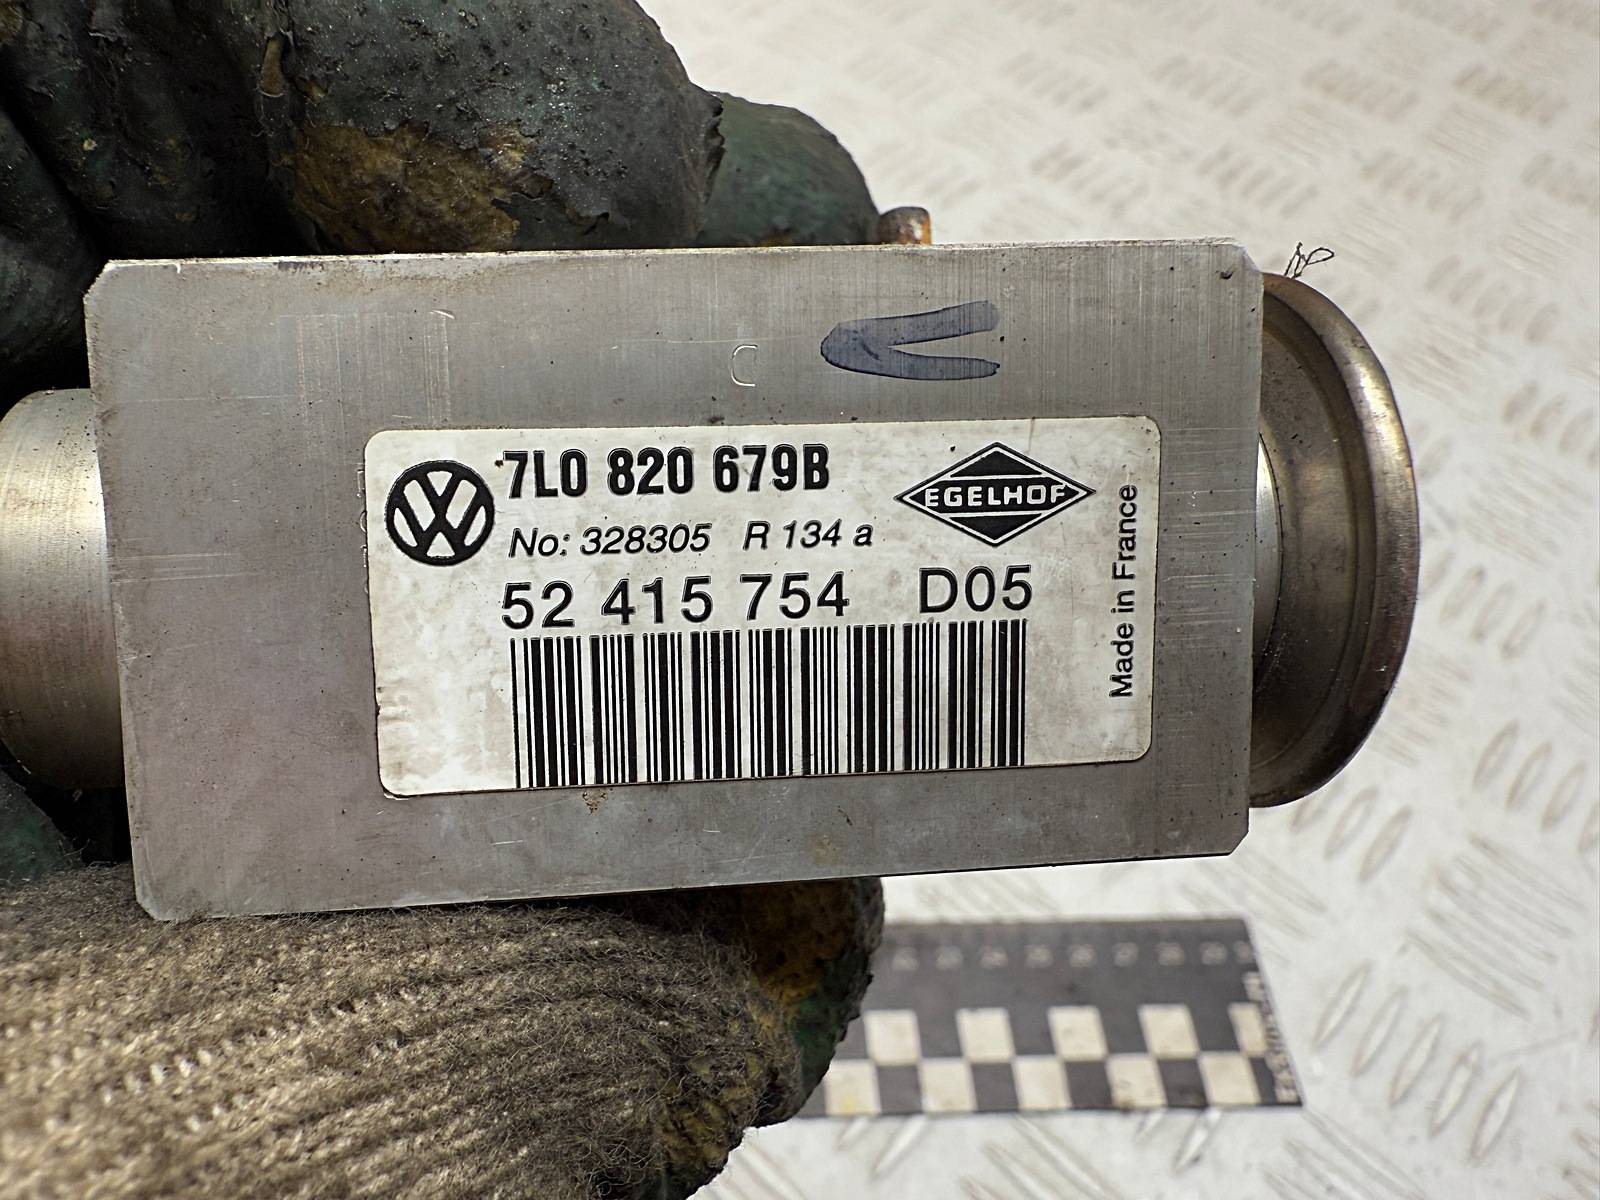 7L0 820 679B
EGELHOF
No: 328305 R 134 a
52 415 754 D05
Made in France